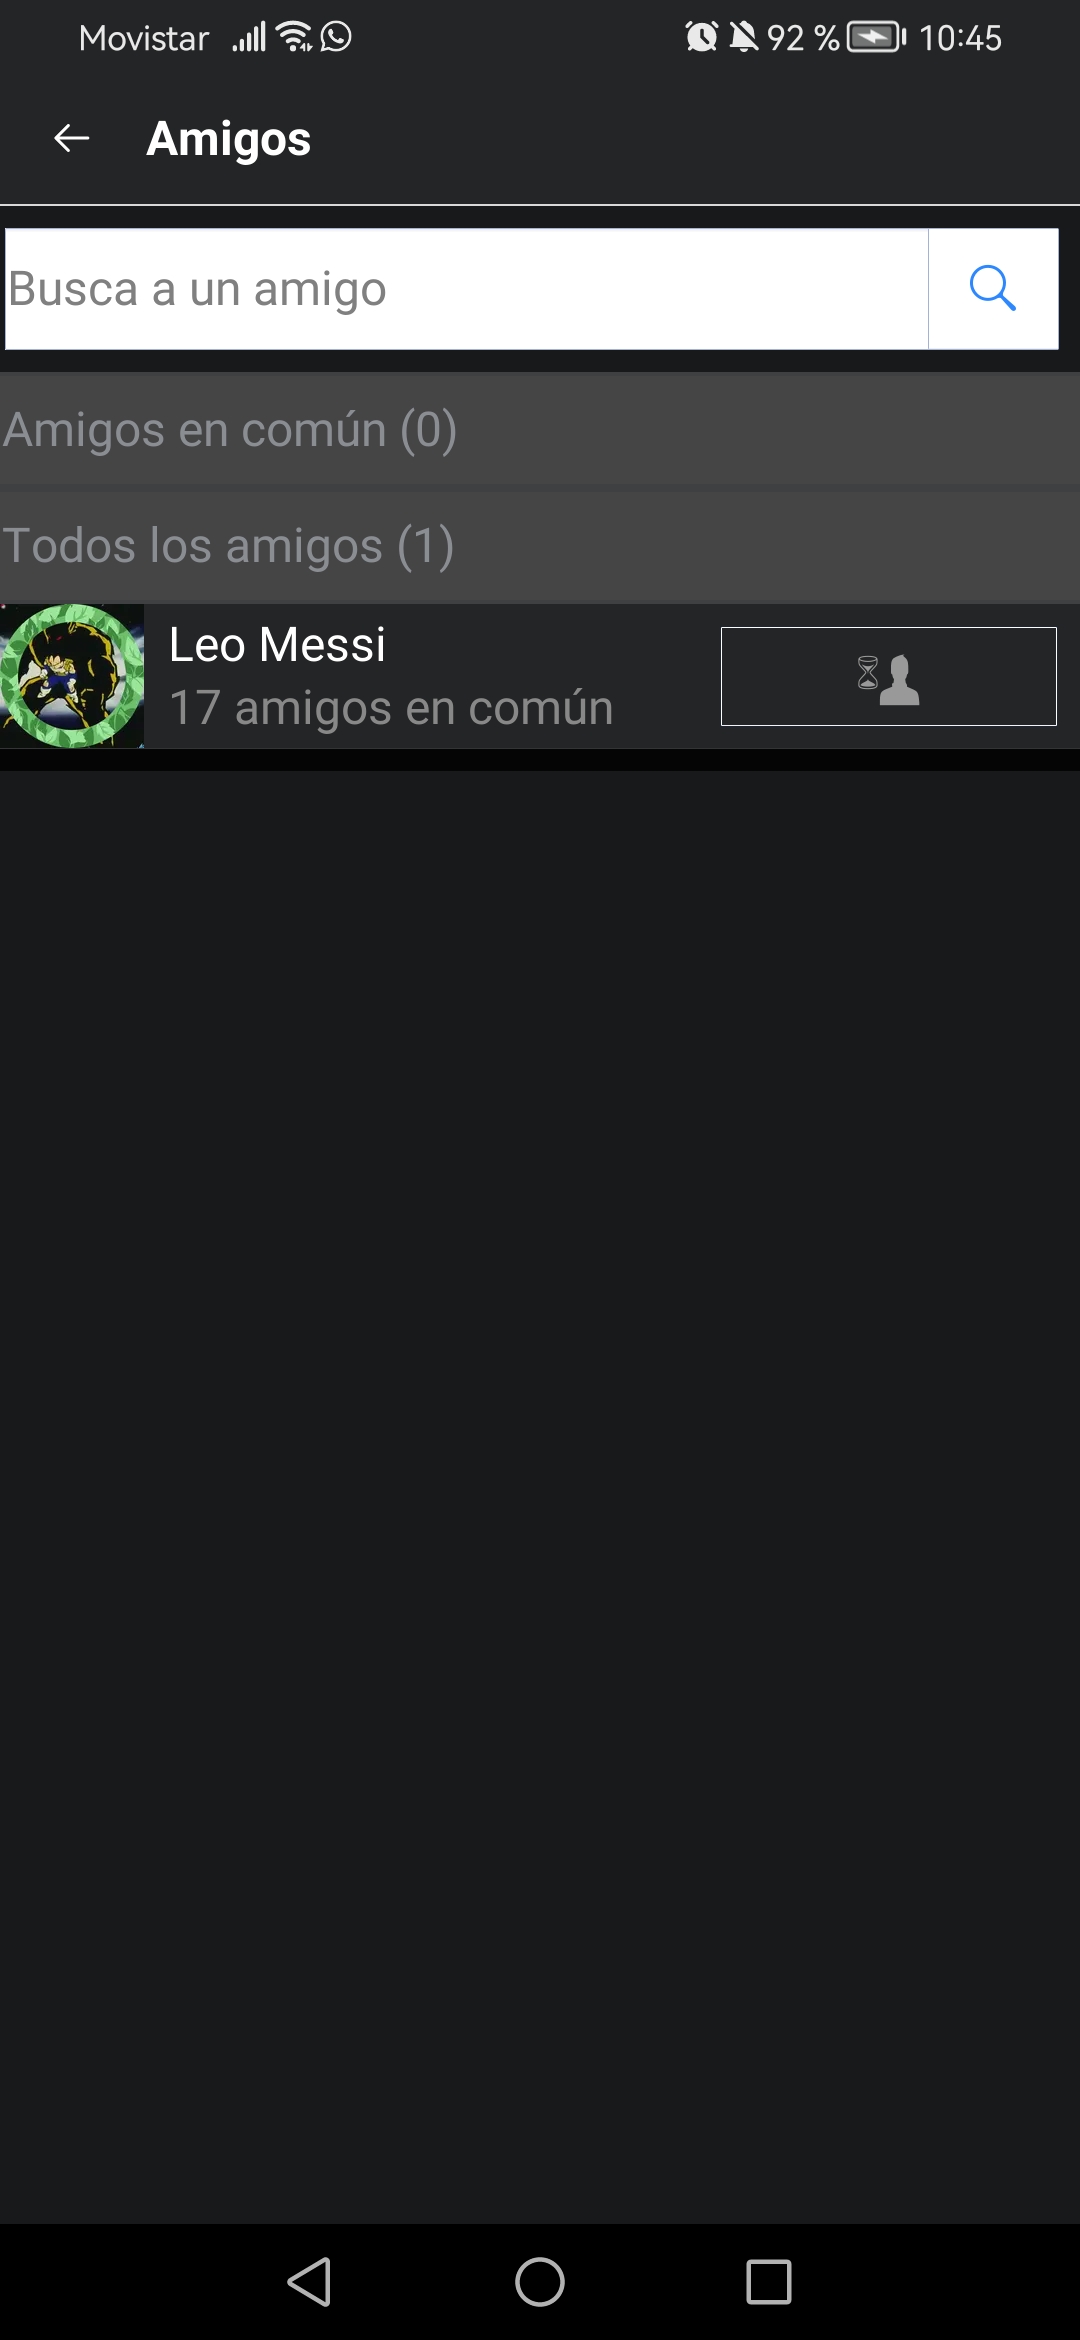 Movistar 92 % 10:45
Amigos
Busca a un amigo
Amigos en común (0)
Todos los amigos (1)
Leo Messi
17 amigos en común